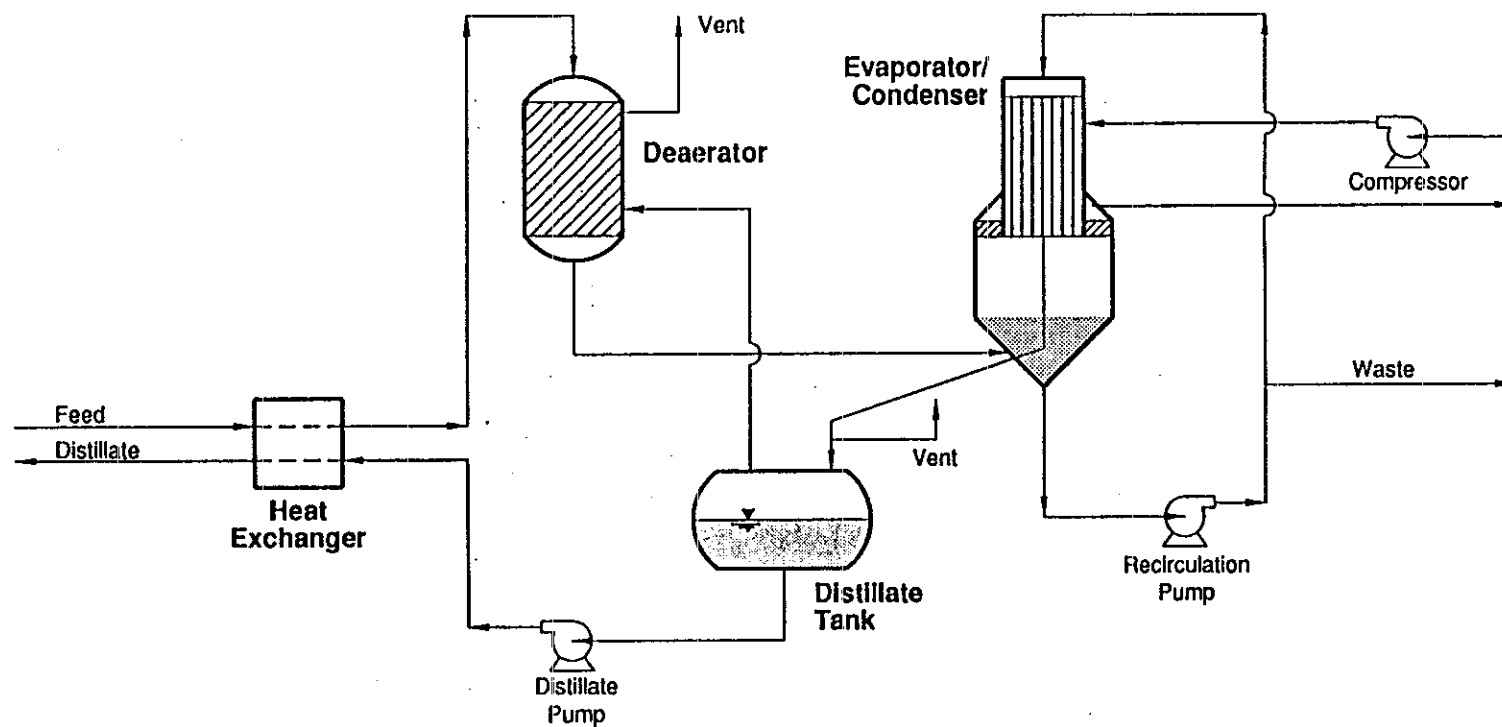 Vent
Evaporator/
Condenser
Deaerator
Compressor
Waste
Feed
Distillate
Vent
Heat
Exchanger
Recirculation
Pump
Distillate
Tank
Distillate
Pump